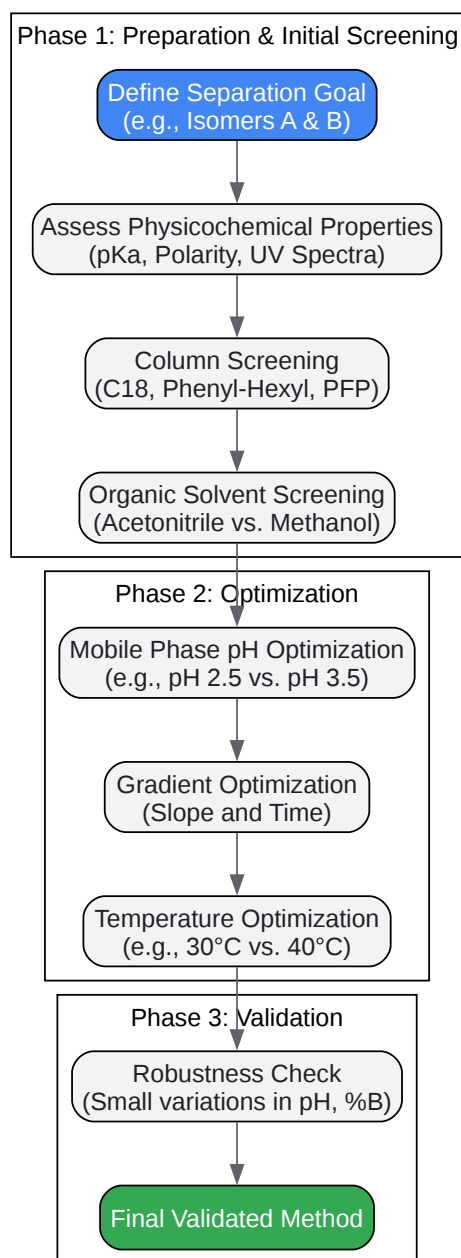 Phase 1: Preparation & Initial Screening
Define Separation Goal
(e.g., Isomers A & B)
Assess Physicochemical Properties
(pKa, Polarity, UV Spectra)
Column Screening
(C18, Phenyl-Hexyl, PFP)
Organic Solvent Screening
(Acetonitrile vs. Methanol)
Phase 2: Optimization
Mobile Phase pH Optimization
(e.g., pH 2.5 vs. pH 3.5)
Gradient Optimization
(Slope and Time)
Temperature Optimization
(e.g., 30°C vs. 40°C)
Phase 3: Validation
Robustness Check
(Small variations in pH, %B)
Final Validated Method